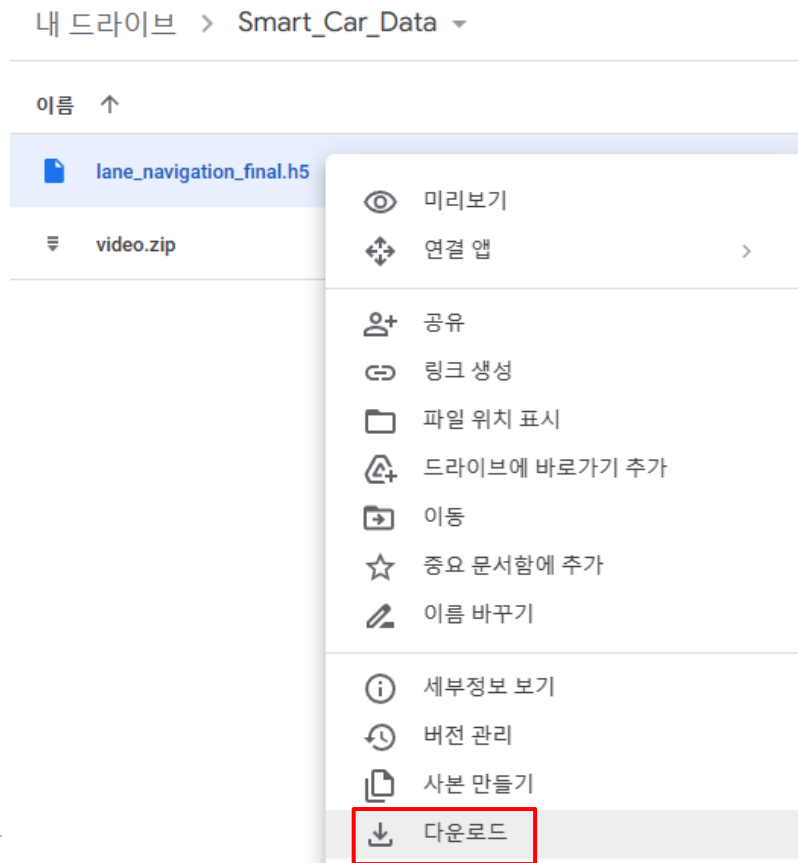 내 드라이브 > Smart_Car_Data
이름
lane_navigation_final.h5
video.zip
미리보기
연결 앱
공유
링크 생성
파일 위치 표시
드라이브에 바로가기 추가
이동
중요 문서함에 추가
이름 바꾸기
세부정보 보기
버전 관리
사본 만들기
다운로드